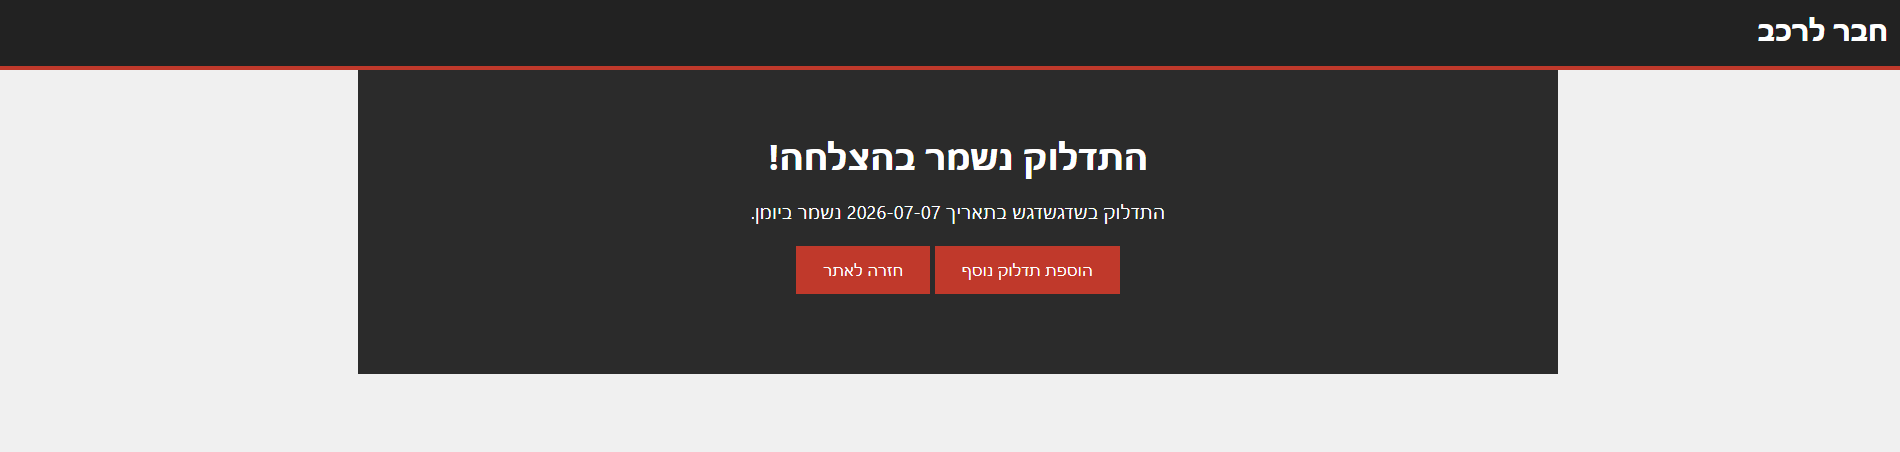 חבר לרכב
התדלוק נשמר בהצלחה!
התדלוק בשדגשדגש בתאריך 2026-07-07 נשמר ביומן.
הוספת תדלוק נוסף
חזרה לאתר